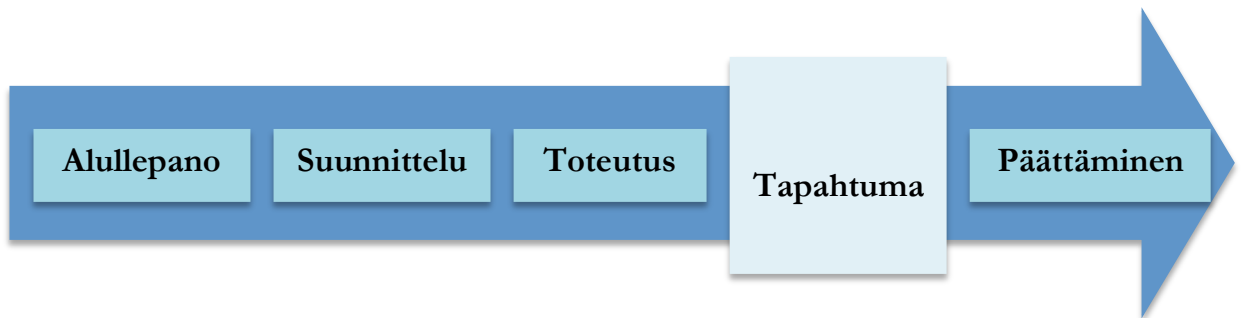 Alullepano
Suunnittelu
Toteutus
Tapahtuma
Päättäminen